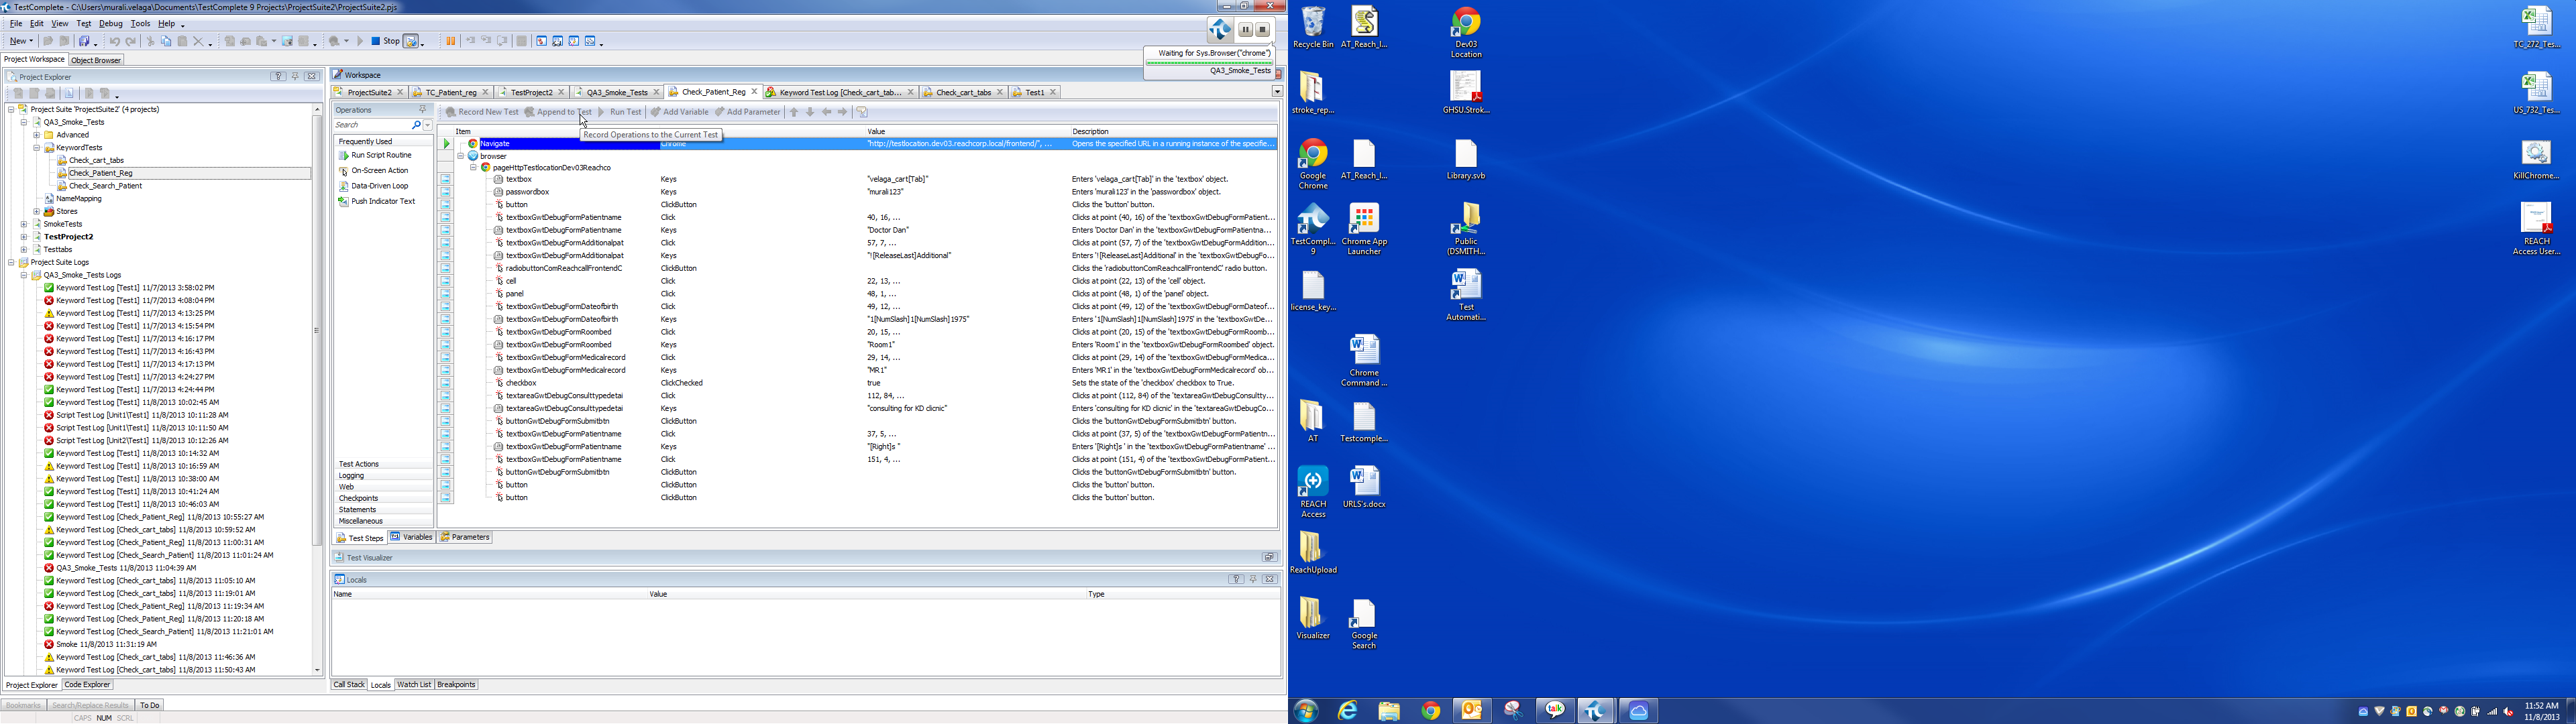 TestComplete - C:\Users\murali.velaga\Documents\TestComplete 9 Projects\ProjectSuite2\ProjectSuite2.pjs
File Edit View Test Debug Tools Help
New Stop
Waiting for Sys.Browser("chrome")
QA3_Smoke_Tests
Project Workspace Object Browser
Project Explorer
Project Suite 'ProjectSuite2' (4 projects)
QA3_Smoke_Tests
Advanced
KeywordTests
Check_cart_tabs
Check_Patient_Reg
Check_Search_Patient
NameMapping
Stores
SmokeTests
TestProject2
Testtabs
Project Suite Logs
QA3_Smoke_Tests Logs
Keyword Test Log [Test1] 11/7/2013 3:58:02 PM
Keyword Test Log [Test1] 11/7/2013 4:08:04 PM
Keyword Test Log [Test1] 11/7/2013 4:13:25 PM
Keyword Test Log [Test1] 11/7/2013 4:15:54 PM
Keyword Test Log [Test1] 11/7/2013 4:16:17 PM
Keyword Test Log [Test1] 11/7/2013 4:16:43 PM
Keyword Test Log [Test1] 11/7/2013 4:17:13 PM
Keyword Test Log [Test1] 11/7/2013 4:24:27 PM
Keyword Test Log [Test1] 11/7/2013 4:24:44 PM
Keyword Test Log [Test1] 11/8/2013 10:02:45 AM
Script Test Log [Unit1\Test1] 11/8/2013 10:11:28 AM
Script Test Log [Unit1\Test1] 11/8/2013 10:11:50 AM
Script Test Log [Unit2\Test1] 11/8/2013 10:12:26 AM
Keyword Test Log [Test1] 11/8/2013 10:14:32 AM
Keyword Test Log [Test1] 11/8/2013 10:16:59 AM
Keyword Test Log [Test1] 11/8/2013 10:38:00 AM
Keyword Test Log [Test1] 11/8/2013 10:41:24 AM
Keyword Test Log [Test1] 11/8/2013 10:46:03 AM
Keyword Test Log [Check_Patient_Reg] 11/8/2013 10:55:27 AM
Keyword Test Log [Check_cart_tabs] 11/8/2013 10:59:52 AM
Keyword Test Log [Check_Patient_Reg] 11/8/2013 11:00:31 AM
Keyword Test Log [Check_Search_Patient] 11/8/2013 11:01:24 AM
QA3_Smoke_Tests 11/8/2013 11:04:39 AM
Keyword Test Log [Check_cart_tabs] 11/8/2013 11:05:10 AM
Keyword Test Log [Check_cart_tabs] 11/8/2013 11:19:01 AM
Keyword Test Log [Check_Patient_Reg] 11/8/2013 11:19:34 AM
Keyword Test Log [Check_Patient_Reg] 11/8/2013 11:20:18 AM
Keyword Test Log [Check_Search_Patient] 11/8/2013 11:21:01 AM
Smoke 11/8/2013 11:31:19 AM
Keyword Test Log [Check_cart_tabs] 11/8/2013 11:46:36 AM
Keyword Test Log [Check_cart_tabs] 11/8/2013 11:50:43 AM
Project Explorer Code Explorer
Bookmarks Search/Replace Results To Do
CAPS NUM SCRL
Workspace
ProjectSuite2 TC_Patient_reg TestProject2 QA3_Smoke_Tests Check_Patient_Reg Keyword Test Log [Check_cart_tab... Check_cart_tabs Test1
Operations
Search
Frequently Used
Run Script Routine
On-Screen Action
Data-Driven Loop
Push Indicator Text
Test Actions
Logging
Web
Checkpoints
Statements
Miscellaneous
Record New Test Append to Test Run Test Add Variable Add Parameter
Record Operations to the Current Test
Item Value Description
Navigate Chrome "http://testlocation.dev03.reachcorp.local/frontend/", ... Opens the specified URL in a running instance of the specifie...
browser
pageHttpTestlocationDev03Reachco
textbox Keys "velaga_cart[Tab]" Enters 'velaga_cart[Tab]' in the 'textbox' object.
passwordbox Keys "murali123" Enters 'murali123' in the 'passwordbox' object.
button ClickButton Clicks the 'button' button.
textboxGwtDebugFormPatientname Click 40, 16, ... Clicks at point (40, 16) of the 'textboxGwtDebugFormPatient...
textboxGwtDebugFormPatientname Keys "Doctor Dan" Enters 'Doctor Dan' in the 'textboxGwtDebugFormPatientna...
textboxGwtDebugFormAdditionalpat Click 57, 7, ... Clicks at point (57, 7) of the 'textboxGwtDebugFormAddition...
textboxGwtDebugFormAdditionalpat Keys "![ReleaseLast]Additional" Enters '![ReleaseLast]Additional' in the 'textboxGwtDebugFo...
radiobuttonComReachcallFrontendC ClickButton Clicks the 'radiobuttonComReachcallFrontendC' radio button.
cell Click 22, 13, ... Clicks at point (22, 13) of the 'cell' object.
panel Click 48, 1, ... Clicks at point (48, 1) of the 'panel' object.
textboxGwtDebugFormDateofbirth Click 49, 12, ... Clicks at point (49, 12) of the 'textboxGwtDebugFormDateof...
textboxGwtDebugFormDateofbirth Keys "1[NumSlash]1[NumSlash]1975" Enters '1[NumSlash]1[NumSlash]1975' in the 'textboxGwtDe...
textboxGwtDebugFormRoombed Click 20, 15, ... Clicks at point (20, 15) of the 'textboxGwtDebugFormRoomb...
textboxGwtDebugFormRoombed Keys "Room1" Enters 'Room1' in the 'textboxGwtDebugFormRoombed' object.
textboxGwtDebugFormMedicalrecord Click 29, 14, ... Clicks at point (29, 14) of the 'textboxGwtDebugFormMedica...
textboxGwtDebugFormMedicalrecord Keys "MR1" Enters 'MR1' in the 'textboxGwtDebugFormMedicalrecord' ob...
checkbox ClickChecked true Sets the state of the 'checkbox' checkbox to True.
textareaGwtDebugConsulttypedetai Click 112, 84, ... Clicks at point (112, 84) of the 'textareaGwtDebugConsultty...
textareaGwtDebugConsulttypedetai Keys "consulting for KD clicnic" Enters 'consulting for KD clicnic' in the 'textareaGwtDebugCo...
buttonGwtDebugFormSubmitbtn ClickButton Clicks the 'buttonGwtDebugFormSubmitbtn' button.
textboxGwtDebugFormPatientname Click 37, 5, ... Clicks at point (37, 5) of the 'textboxGwtDebugFormPatientn...
textboxGwtDebugFormPatientname Keys "[Right]s " Enters '[Right]s ' in the 'textboxGwtDebugFormPatientname' ...
textboxGwtDebugFormPatientname Click 151, 4, ... Clicks at point (151, 4) of the 'textboxGwtDebugFormPatient...
buttonGwtDebugFormSubmitbtn ClickButton Clicks the 'buttonGwtDebugFormSubmitbtn' button.
button ClickButton Clicks the 'button' button.
button ClickButton Clicks the 'button' button.
Test Steps Variables Parameters
Test Visualizer
Locals
Name Value Type
Call Stack Locals Watch List Breakpoints
Recycle Bin AT_Reach_I... Dev03 Location TC_272_Tes...
stroke_rep... GHSU.Strok... US_732_Tes...
Google Chrome AT_Reach_I... Library.svb KillChrome...
TestCompl... 9 Chrome App Launcher Public (DSMITH... REACH Access User...
license_key... Test Automati...
Chrome Command ...
AT Testcomple...
REACH Access URLS's.docx
ReachUpload
Visualizer Google Search
talk
11:52 AM
11/8/2013